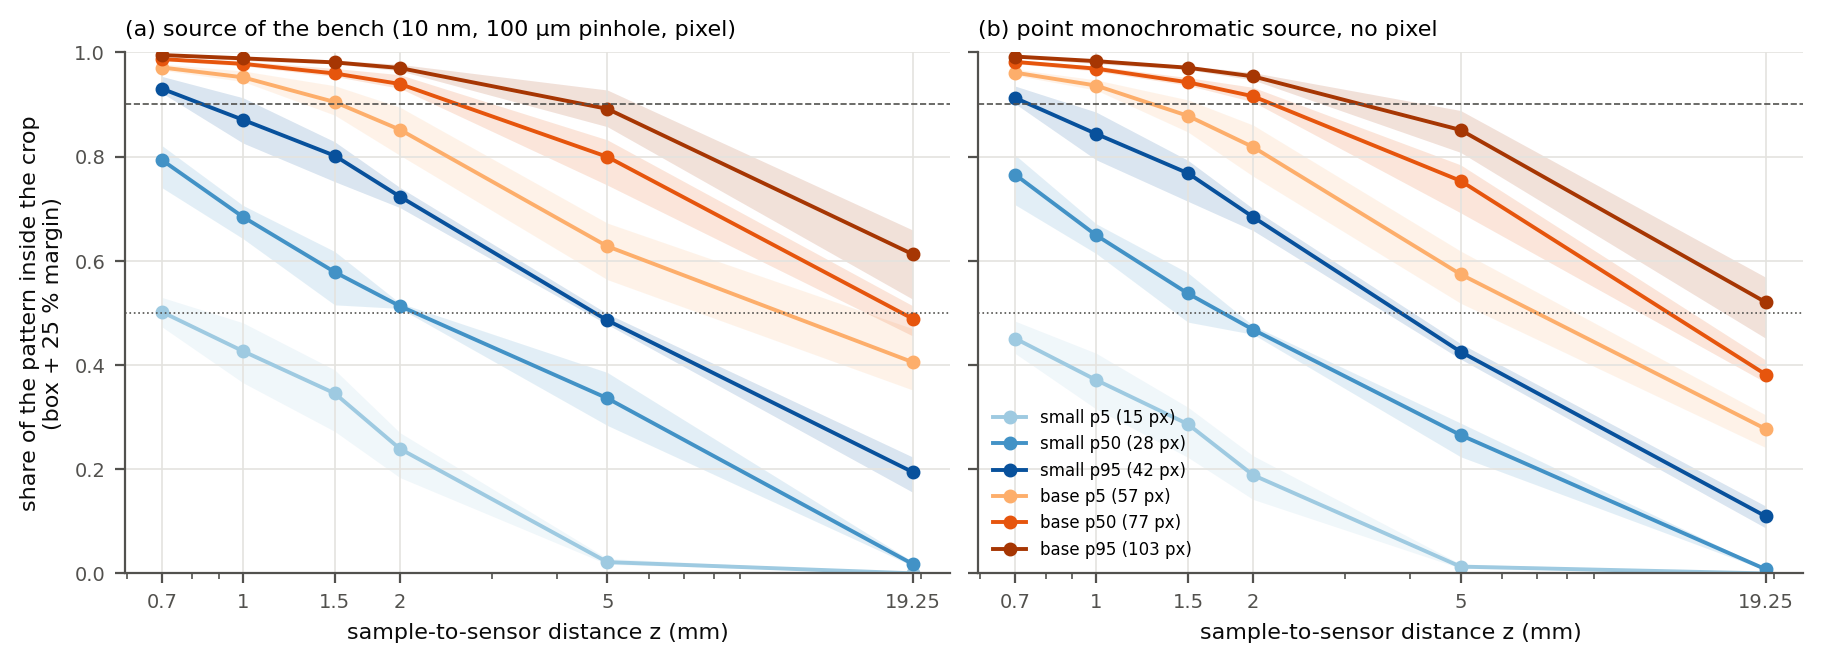 (a) source of the bench (10 nm, 100 µm pinhole, pixel)
share of the pattern inside the crop
(box + 25 % margin)
1.0
0.8
0.6
0.4
0.2
0.0
0.7
1
1.5
2
5
19.25
sample-to-sensor distance z (mm)
(b) point monochromatic source, no pixel
small p5 (15 px)
small p50 (28 px)
small p95 (42 px)
base p5 (57 px)
base p50 (77 px)
base p95 (103 px)
0.7
1
1.5
2
5
19.25
sample-to-sensor distance z (mm)